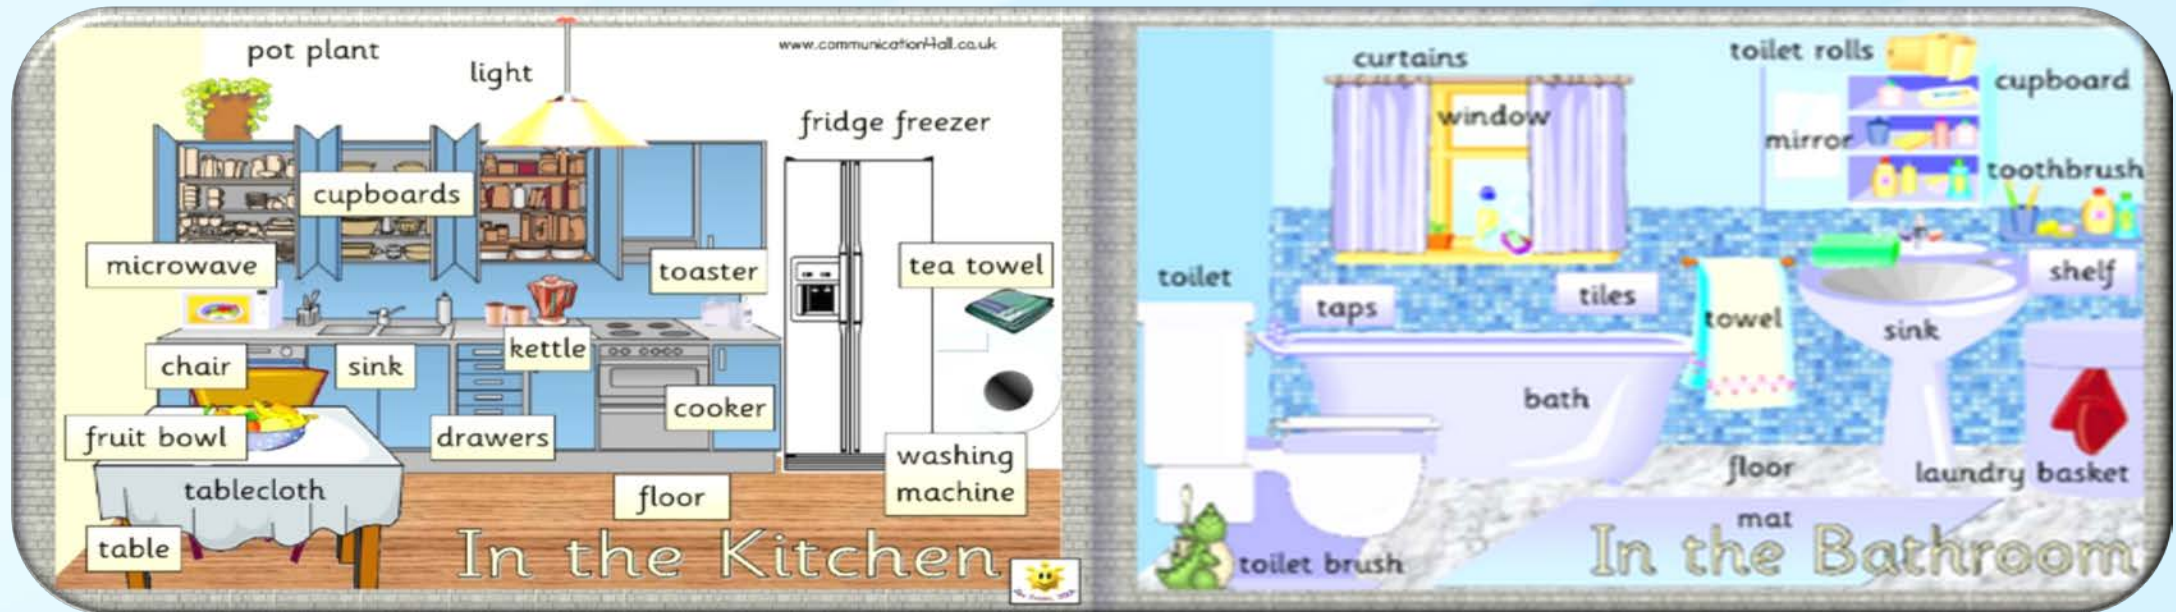 pot plant
light
www.communication4all.co.uk
fridge freezer
cupboards
microwave
toaster
tea towel
chair
sink
kettle
cooker
fruit bowl
drawers
washing
machine
tablecloth
floor
table
In the Kitchen
curtains
toilet rolls
cupboard
window
mirror
toothbrush
toilet
taps
tiles
towel
sink
shelf
bath
floor
laundry basket
mat
toilet brush
In the Bathroom